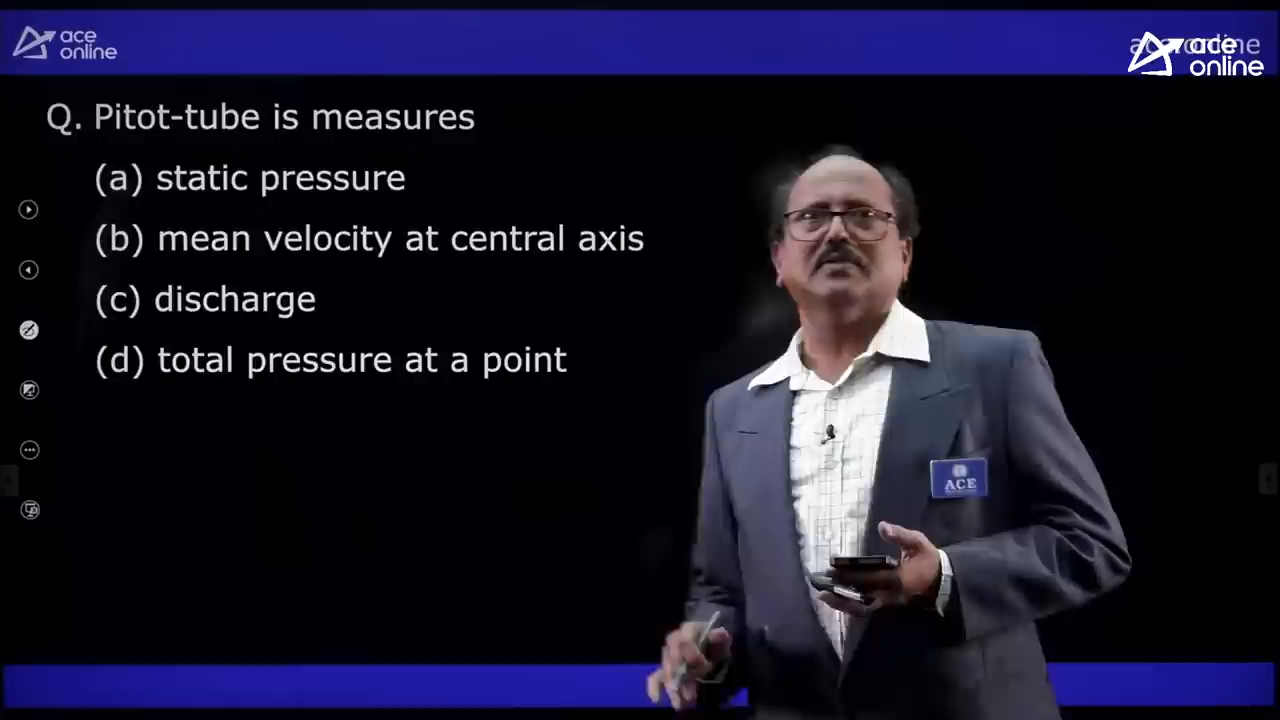 ace
online
ace
online
Q. Pitot-tube is measures
(a) static pressure
(b) mean velocity at central axis
(c) discharge
(d) total pressure at a point
ACE